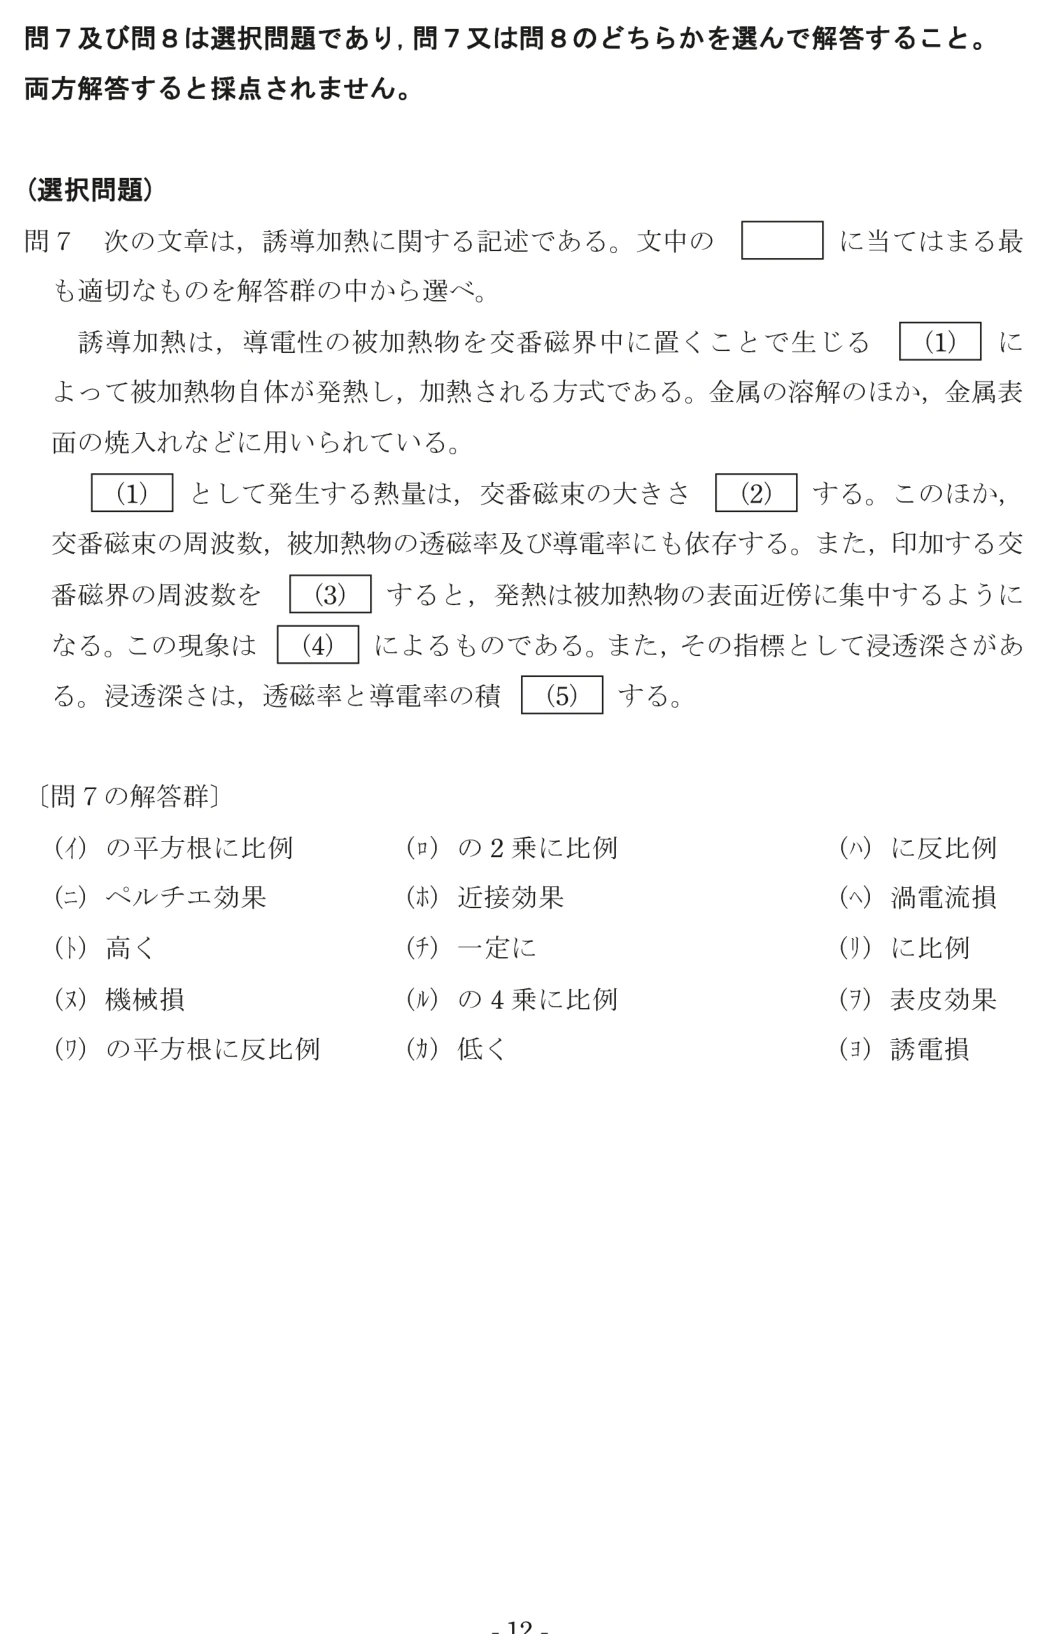 問７及び問８は選択問題であり，問７又は問８のどちらかを選んで解答すること。
両方解答すると採点されません。
（選択問題）
問７　次の文章は，誘導加熱に関する記述である。文中の　　　に当てはまる最
も適切なものを解答群の中から選べ。
誘導加熱は，導電性の被加熱物を交番磁界中に置くことで生じる (1) に
よって被加熱物自体が発熱し，加熱される方式である。金属の溶解のほか，金属表
面の焼入れなどに用いられている。
(1) として発生する熱量は，交番磁束の大きさ (2) する。このほか，
交番磁束の周波数，被加熱物の透磁率及び導電率にも依存する。また，印加する交
番磁界の周波数を (3) すると，発熱は被加熱物の表面近傍に集中するように
なる。この現象は (4) によるものである。また，その指標として浸透深さがあ
る。浸透深さは，透磁率と導電率の積 (5) する。
〔問７の解答群〕
(ｲ) の平方根に比例　(ﾛ) の２乗に比例　(ﾊ) に反比例
(ﾆ) ペルチエ効果　(ﾎ) 近接効果　(ﾍ) 渦電流損
(ﾄ) 高く　(ﾁ) 一定に　(ﾘ) に比例
(ﾇ) 機械損　(ﾙ) の４乗に比例　(ｦ) 表皮効果
(ﾜ) の平方根に反比例　(ｶ) 低く　(ﾖ) 誘電損
- 12 -